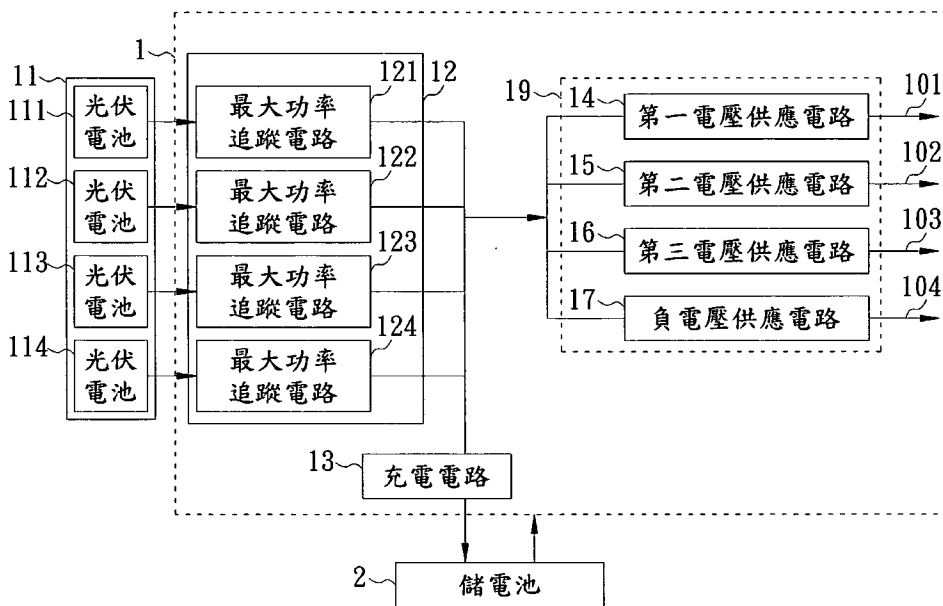 1
11
12
121
111
光伏
電池
最大功率
追蹤電路
122
112
光伏
電池
最大功率
追蹤電路
123
113
光伏
電池
最大功率
追蹤電路
124
114
光伏
電池
最大功率
追蹤電路
13
充電電路
2
儲電池
19
14
第一電壓供應電路
101
15
第二電壓供應電路
102
16
第三電壓供應電路
103
17
負電壓供應電路
104